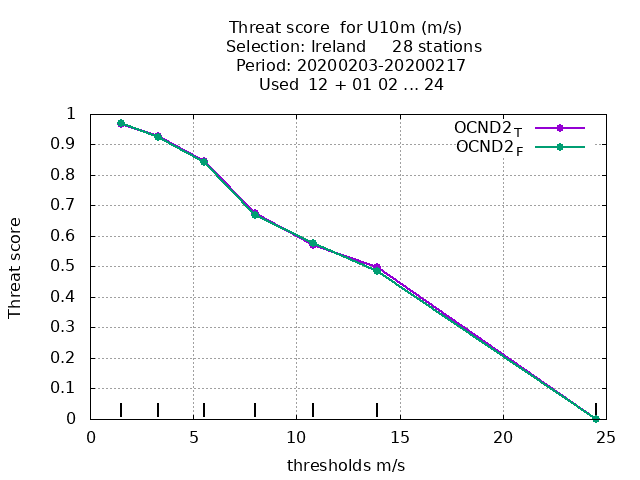 Threat score  for U10m (m/s)
Selection: Ireland     28 stations
Period: 20200203-20200217
Used  12 + 01 02 ... 24
OCND2T
OCND2F
1
0.9
0.8
0.7
0.6
0.5
0.4
0.3
0.2
0.1
0
Threat score
0 5 10 15 20 25
thresholds m/s